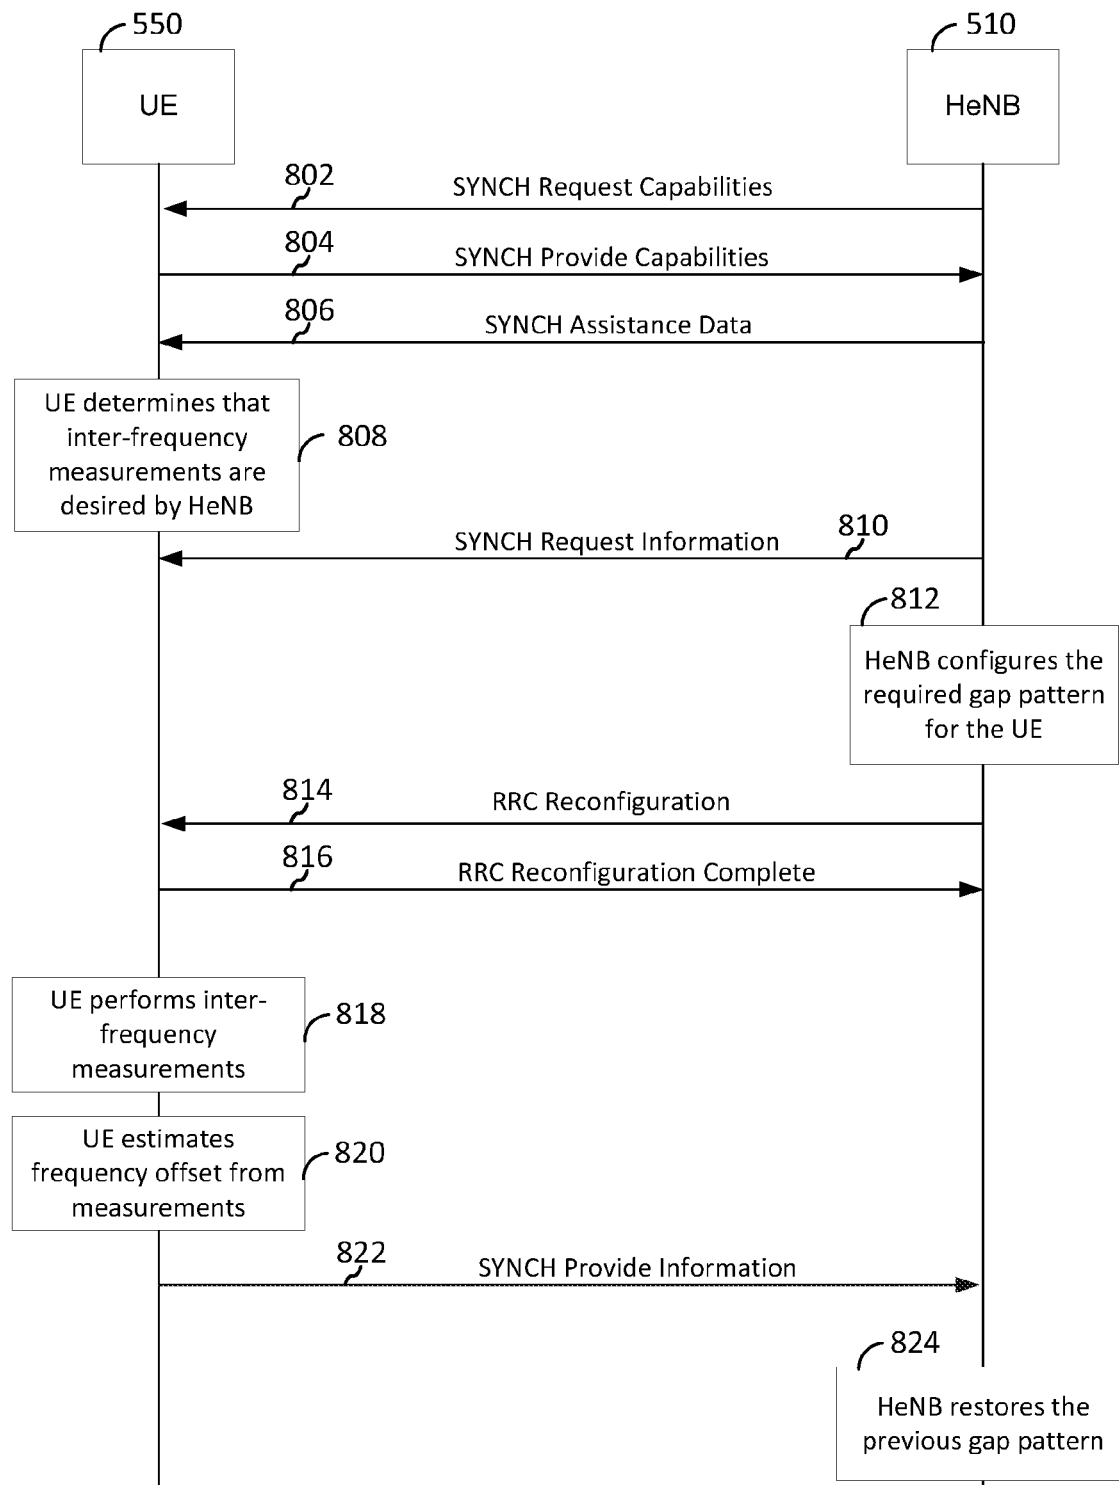 550
510
UE
HeNB
802
SYNCH Request Capabilities
804
SYNCH Provide Capabilities
806
SYNCH Assistance Data
UE determines that
inter-frequency
measurements are
desired by HeNB
808
SYNCH Request Information
810
812
HeNB configures the
required gap pattern
for the UE
814
RRC Reconfiguration
816
RRC Reconfiguration Complete
UE performs inter-
frequency
measurements
818
UE estimates
frequency offset from
measurements
820
822
SYNCH Provide Information
824
HeNB restores the
previous gap pattern